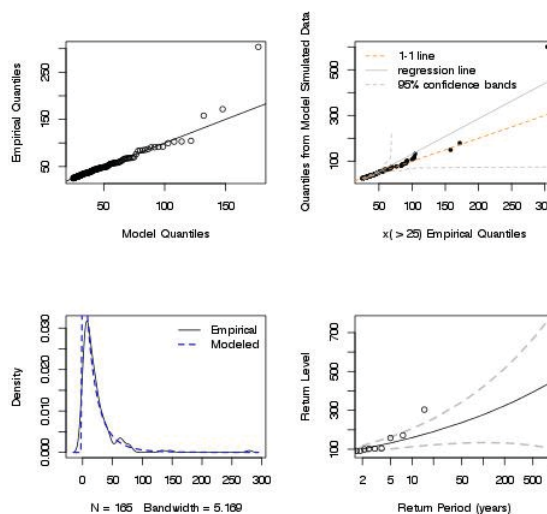 Empirical Quantiles
50 150 250
50 100 150
Model Quantiles
Quantiles from Model Simulated Data
100 300 500
1-1 line
regression line
95% confidence bands
50 100 150 200 250 300
x( > 25) Empirical Quantiles
Density
0.000 0.010 0.020 0.030
Empirical
Modeled
0 50 100 150 200 250 300
N = 165 Bandwidth = 5.169
Return Level
100 300 500 700
2 5 10 50 100 200 500
Return Period (years)